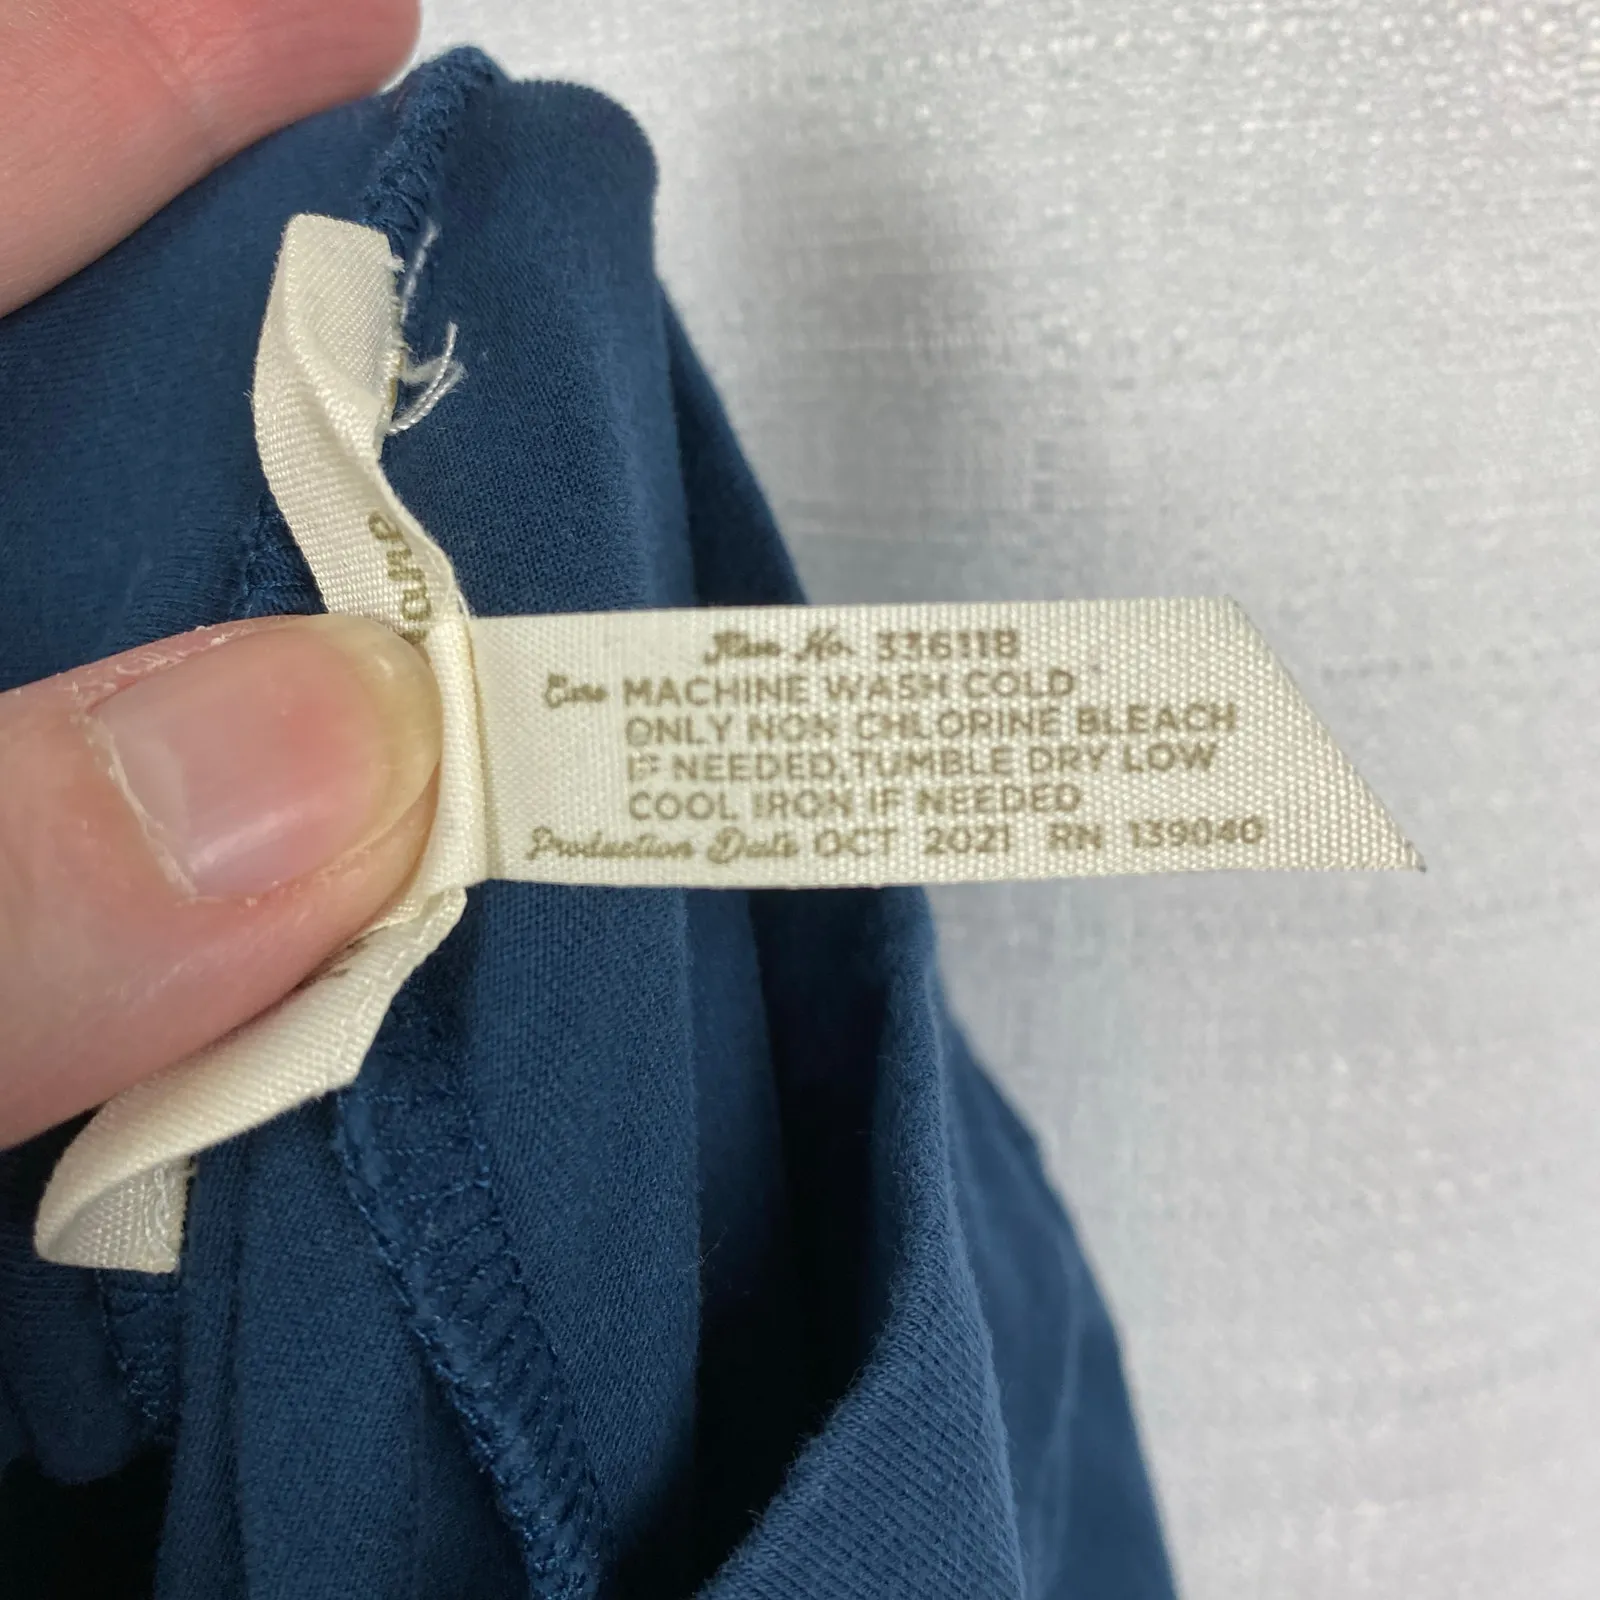 Item No. 336118
Care MACHINE WASH COLD
ONLY NON CHLORINE BLEACH
IF NEEDED, TUMBLE DRY LOW
COOL IRON IF NEEDED
Production Date OCT 2021 RN 139040